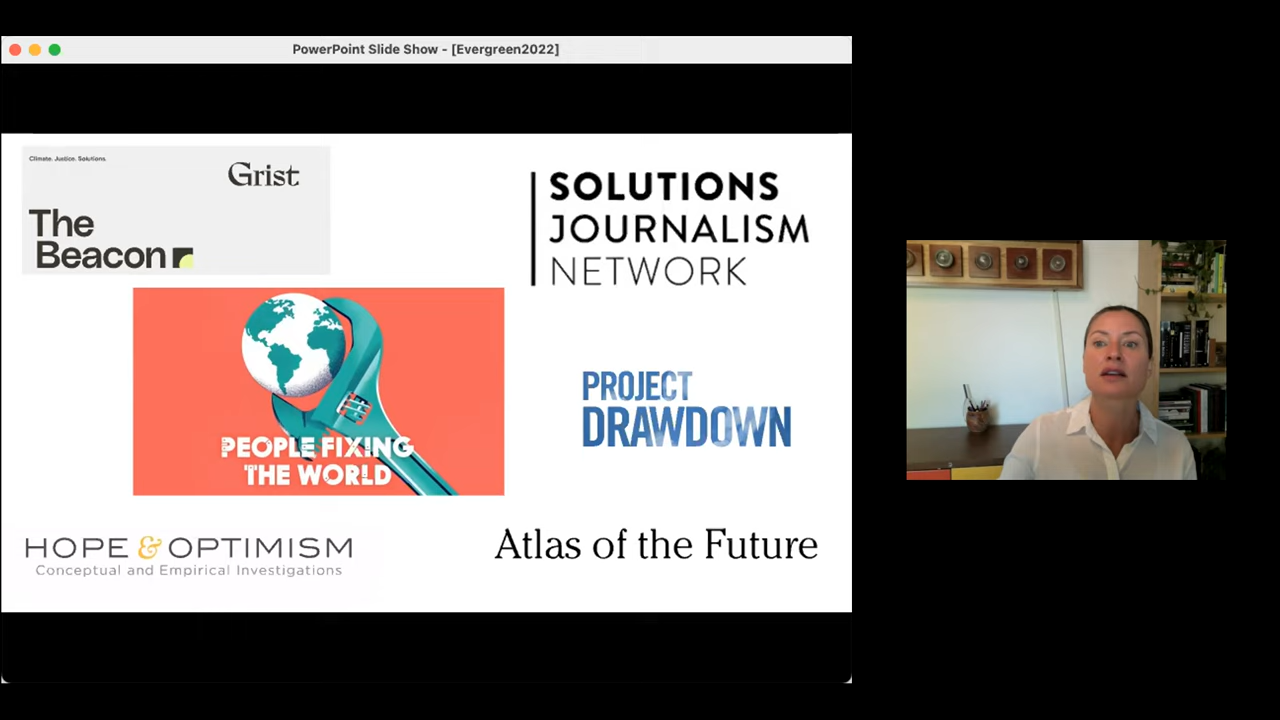 PowerPoint Slide Show - [Evergreen2022]
Climate. Justice. Solutions.
Grist
The
Beacon
SOLUTIONS
JOURNALISM
NETWORK
PEOPLE FIXING
THE WORLD
PROJECT
DRAWDOWN
HOPE & OPTIMISM
Conceptual and Empirical Investigations
Atlas of the Future